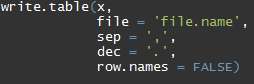 write.table(x,
file = 'file.name',
sep = ',',
dec = '.',
row.names = FALSE)